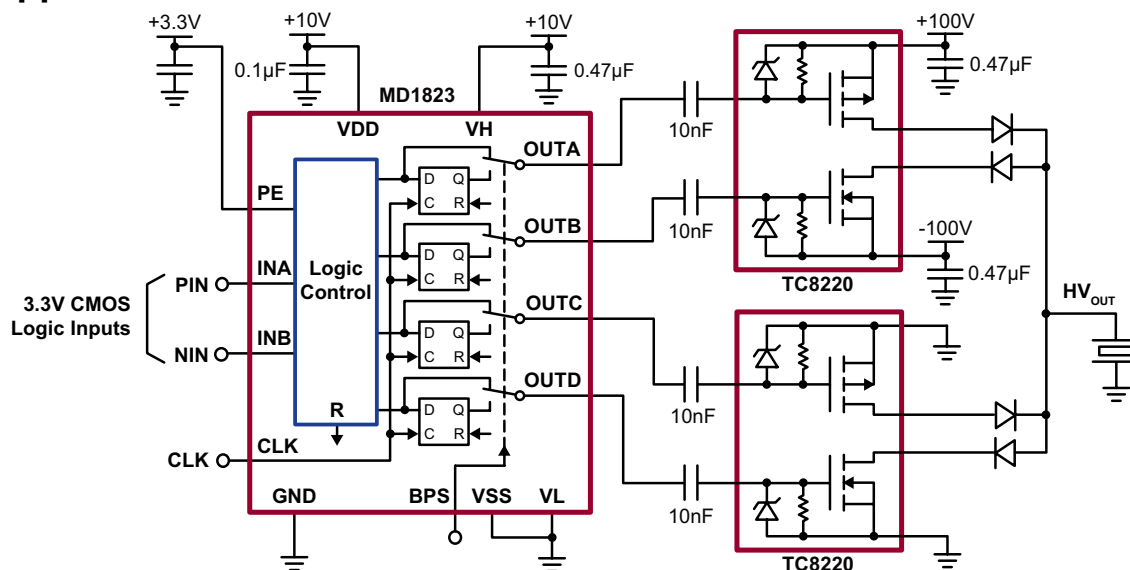 +3.3V
+10V
0.1µF
+10V
0.47µF
+100V
0.47µF
MD1823
VDD
VH
OUTA
10nF
D Q
C R
PE
OUTB
10nF
D Q
C R
-100V
0.47µF
TC8220
Logic
Control
3.3V CMOS
Logic Inputs
PIN
INA
NIN
INB
OUTC
10nF
D Q
C R
HVOUT
OUTD
10nF
D Q
C R
R
CLK
CLK
GND
BPS
VSS
VL
TC8220